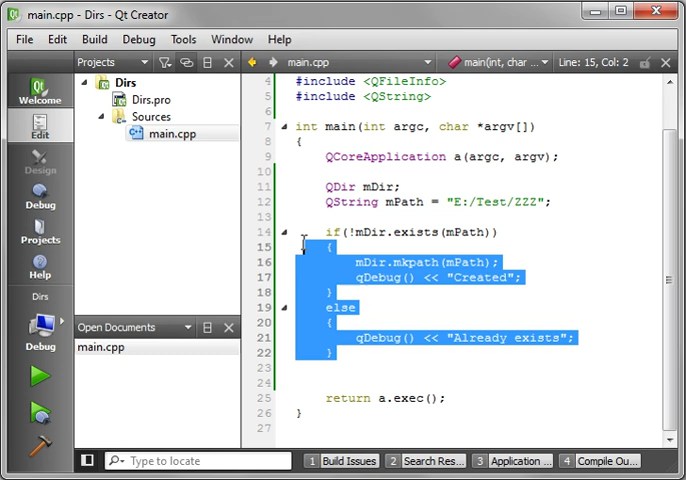 main.cpp - Dirs - Qt Creator
File Edit Build Debug Tools Window Help
Projects main.cpp main(int, char... Line: 15, Col: 2
Welcome
Edit
Design
Debug
Projects
Help
Dirs
Debug
Dirs
Dirs.pro
Sources
main.cpp
Open Documents
main.cpp
4 #include <QFileInfo>
5 #include <QString>
6
7 int main(int argc, char *argv[])
8 {
9 QCoreApplication a(argc, argv);
10
11 QDir mDir;
12 QString mPath = "E:/Test/ZZZ";
13
14 if(!mDir.exists(mPath))
15 {
16 mDir.mkpath(mPath);
17 qDebug() << "Created";
18 }
19 else
20 {
21 qDebug() << "Already exists";
22 }
23
24
25 return a.exec();
26 }
27
Type to locate 1 Build Issues 2 Search Res... 3 Application ... 4 Compile Ou...